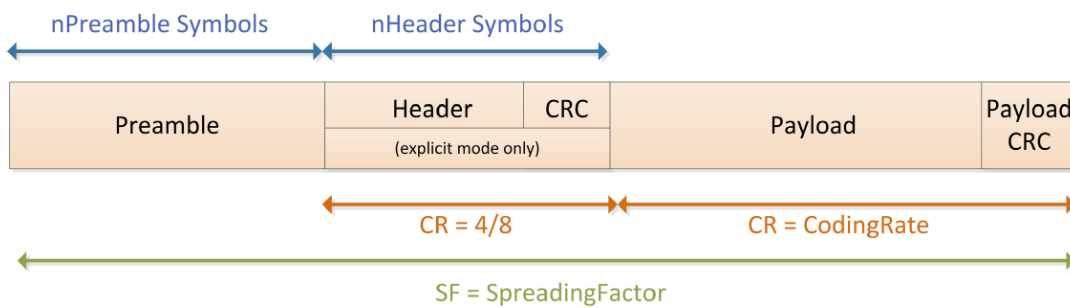 nPreamble Symbols
nHeader Symbols
Preamble
Header
CRC
(explicit mode only)
Payload
Payload
CRC
CR = 4/8
CR = CodingRate
SF = SpreadingFactor